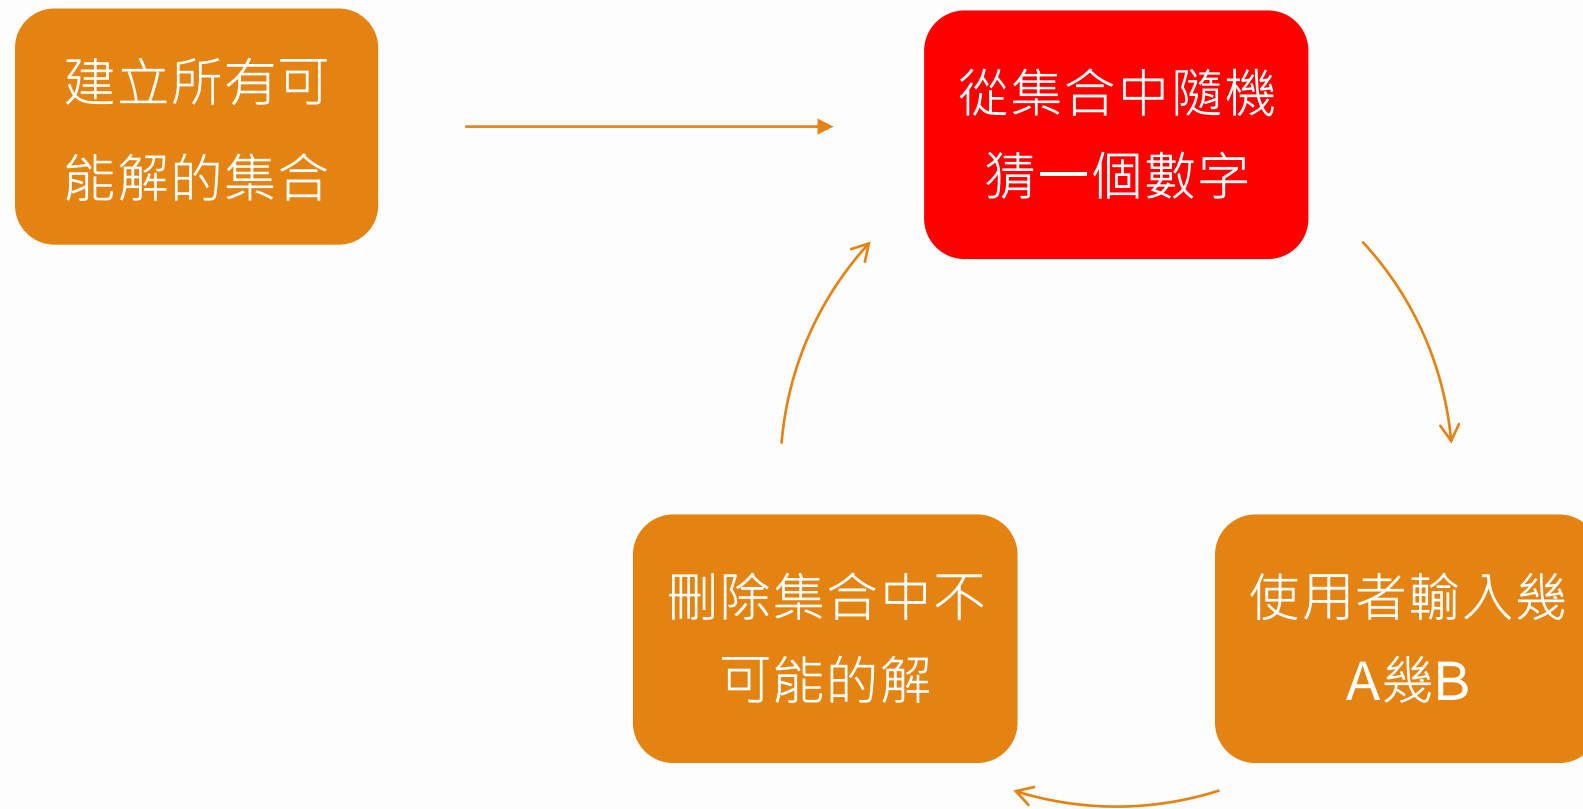 建立所有可
能解的集合
從集合中隨機
猜一個數字
使用者輸入幾
A幾B
刪除集合中不
可能的解